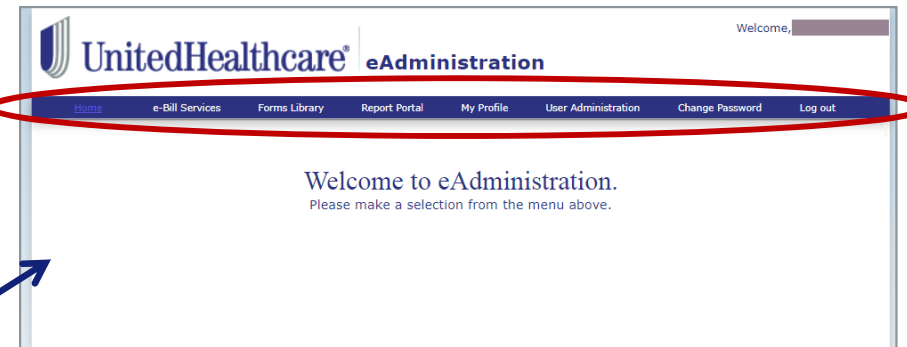 Welcome,
UnitedHealthcare® eAdministration
Home e-Bill Services Forms Library Report Portal My Profile User Administration Change Password Log out
Welcome to eAdministration.
Please make a selection from the menu above.